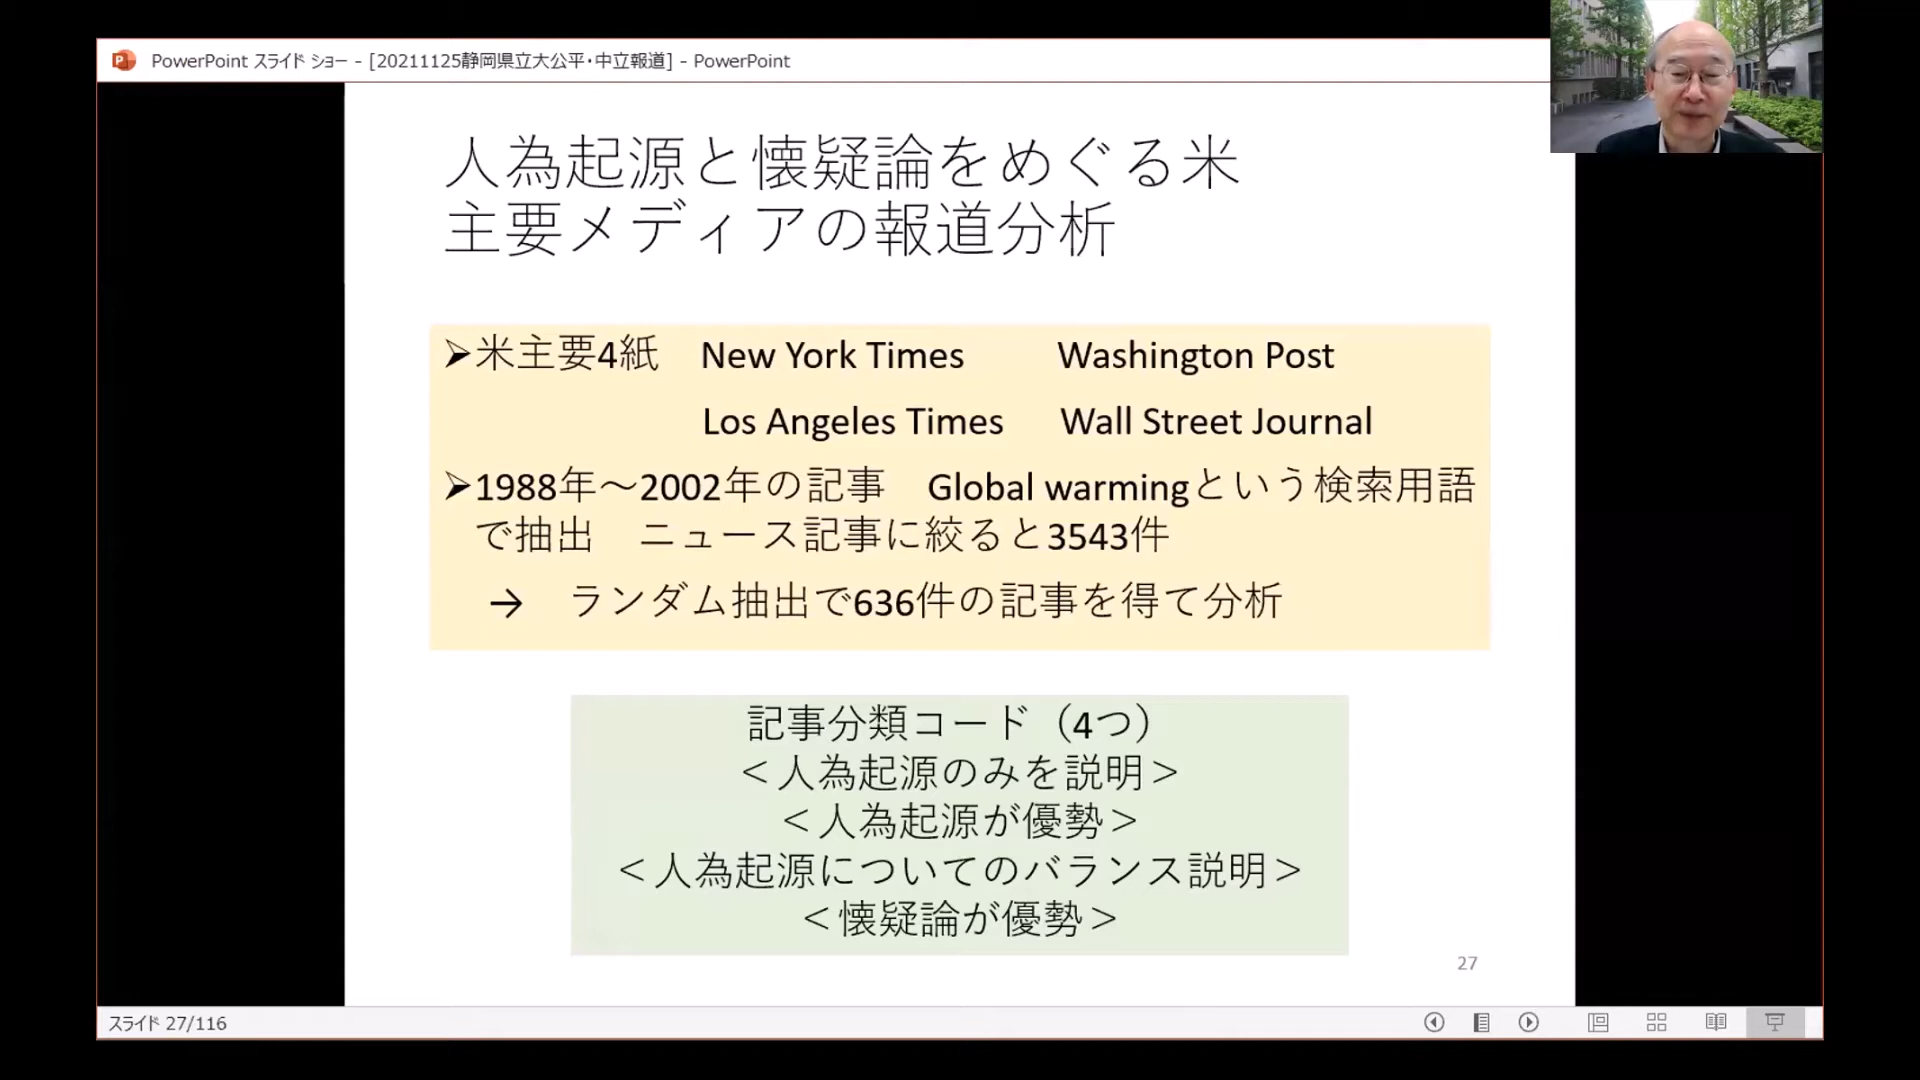 PowerPoint スライド ショー - [20211125静岡県立大公平・中立報道] - PowerPoint
人為起源と懐疑論をめぐる米
主要メディアの報道分析
➢米主要4紙　New York Times　Washington Post
Los Angeles Times　Wall Street Journal
➢1988年～2002年の記事　Global warmingという検索用語
で抽出　ニュース記事に絞ると3543件
→　ランダム抽出で636件の記事を得て分析
記事分類コード（4つ）
＜人為起源のみを説明＞
＜人為起源が優勢＞
＜人為起源についてのバランス説明＞
＜懐疑論が優勢＞
27
スライド 27/116